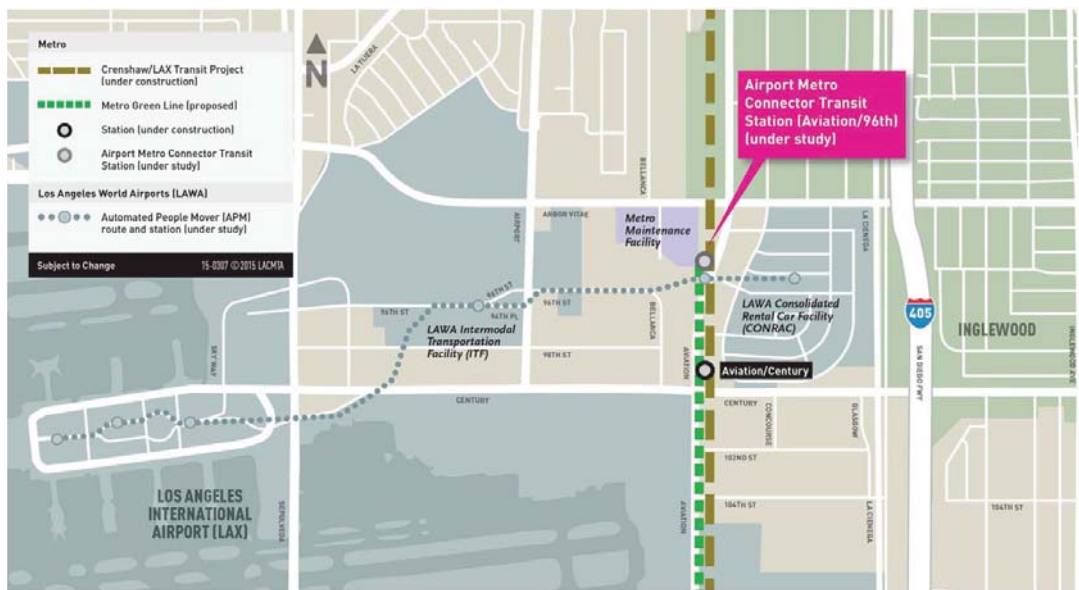 Metro
Crenshaw/LAX Transit Project
(under construction)
Metro Green Line (proposed)
Station (under construction)
Airport Metro Connector Transit
Station (under study)
Los Angeles World Airports (LAWA)
Automated People Mover (APM)
route and station (under study)
Subject to Change
15-0307 ©2015 LACMTA
N
LA TIJERA
Airport Metro
Connector Transit
Station (Aviation/96th)
(under study)
BELLANCA
AIRPORT
ARBOR VITAE
Metro
Maintenance
Facility
LA CIENEGA
96TH ST
96TH ST
96TH PL
96TH ST
LAWA Intermodal
Transportation
Facility (ITF)
BELLANCA
98TH ST
LAWA Consolidated
Rental Car Facility
(CONRAC)
405
INGLEWOOD
INGLEWOOD AVE
SAN DIEGO FWY
SKY WAY
AVIATION
Aviation/Century
CENTURY
CENTURY
CONCOURSE
GLASGOW
102ND ST
104TH ST
104TH ST
LOS ANGELES
INTERNATIONAL
AIRPORT (LAX)
SEPULVEDA
AVIATION
LA CIENEGA